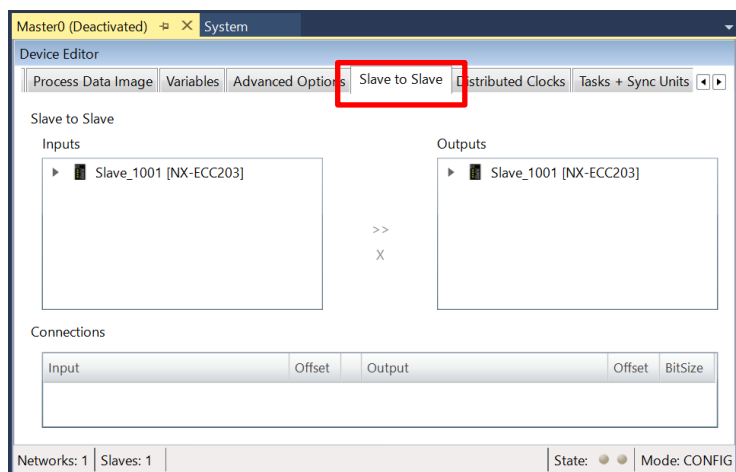 Master0 (Deactivated) System
Device Editor
Process Data Image Variables Advanced Options Slave to Slave Distributed Clocks Tasks + Sync Units
Slave to Slave
Inputs Outputs
Slave_1001 [NX-ECC203] Slave_1001 [NX-ECC203]
>>
X
Connections
Input Offset Output Offset BitSize
Networks: 1 Slaves: 1 State: Mode: CONFIG